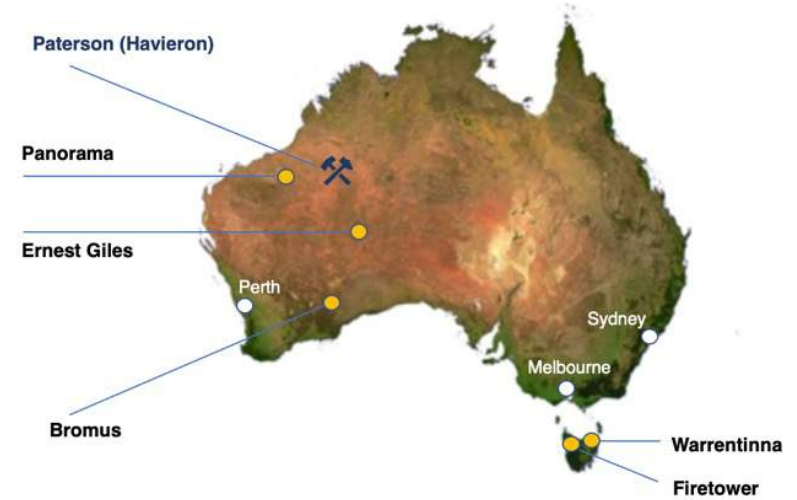 Paterson (Havieron)
Panorama
Ernest Giles
Perth
Sydney
Melbourne
Bromus
Warrentinna
Firetower